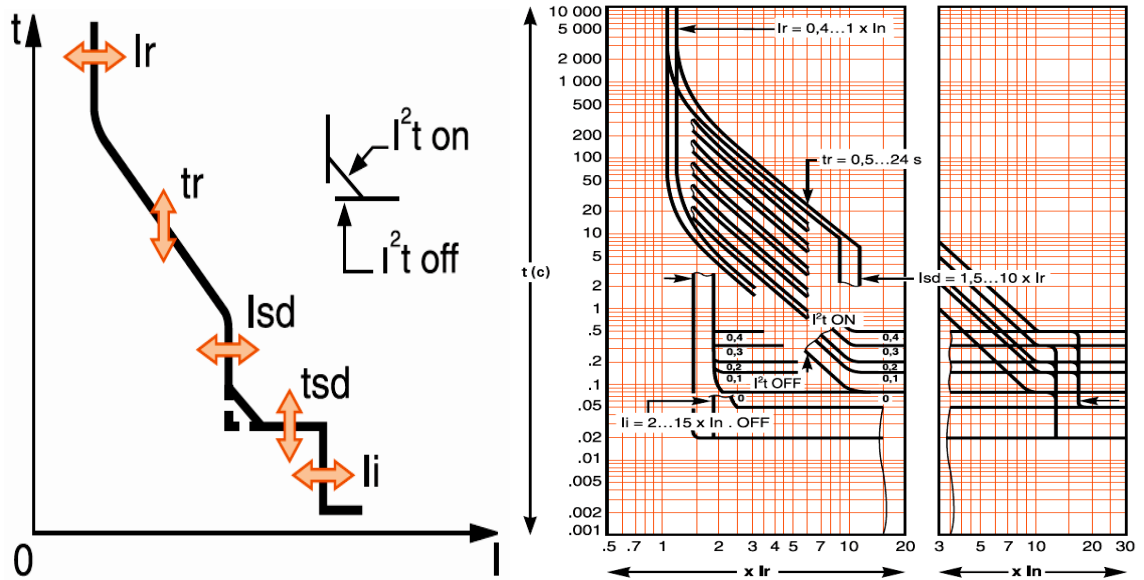 t
Ir
tr
I²t on
I²t off
Isd
tsd
Ii
0
I
10 000
5 000
2 000
1 000
500
200
100
50
20
10
5
2
1
.5
.2
.1
.05
.02
.01
.005
.002
.001
t (c)
Ir = 0,4...1 x In
tr = 0,5...24 s
Isd = 1,5...10 x Ir
I²t ON
0,4
0,3
0,2
0,1
0,4
0,3
0,2
0,1
I²t OFF
0
0
Ii = 2...15 x In . OFF
.5 .7 1 2 3 4 5 7 10 20
x Ir
3 5 7 10 20 30
x In